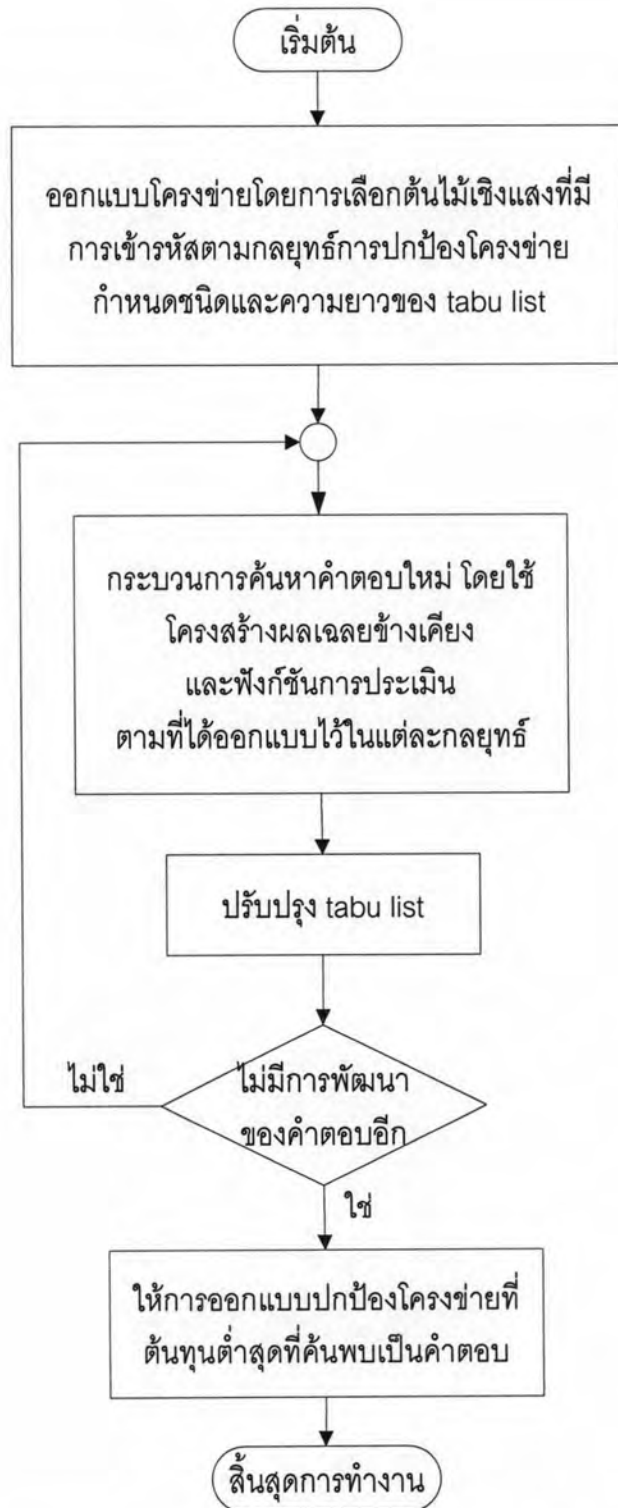 เริ่มต้น
ออกแบบโครงข่ายโดยการเลือกต้นไม้เชิงแสงที่มี
การเข้ารหัสตามกลยุทธ์การปกป้องโครงข่าย
กำหนดชนิดและความยาวของ tabu list
กระบวนการค้นหาคำตอบใหม่ โดยใช้
โครงสร้างผลเฉลยข้างเคียง
และฟังก์ชันการประเมิน
ตามที่ได้ออกแบบไว้ในแต่ละกลยุทธ์
ปรับปรุง tabu list
ไม่ใช่
ไม่มีการพัฒนา
ของคำตอบอีก
ใช่
ให้การออกแบบปกป้องโครงข่ายที่
ต้นทุนต่ำสุดที่ค้นพบเป็นคำตอบ
สิ้นสุดการทำงาน